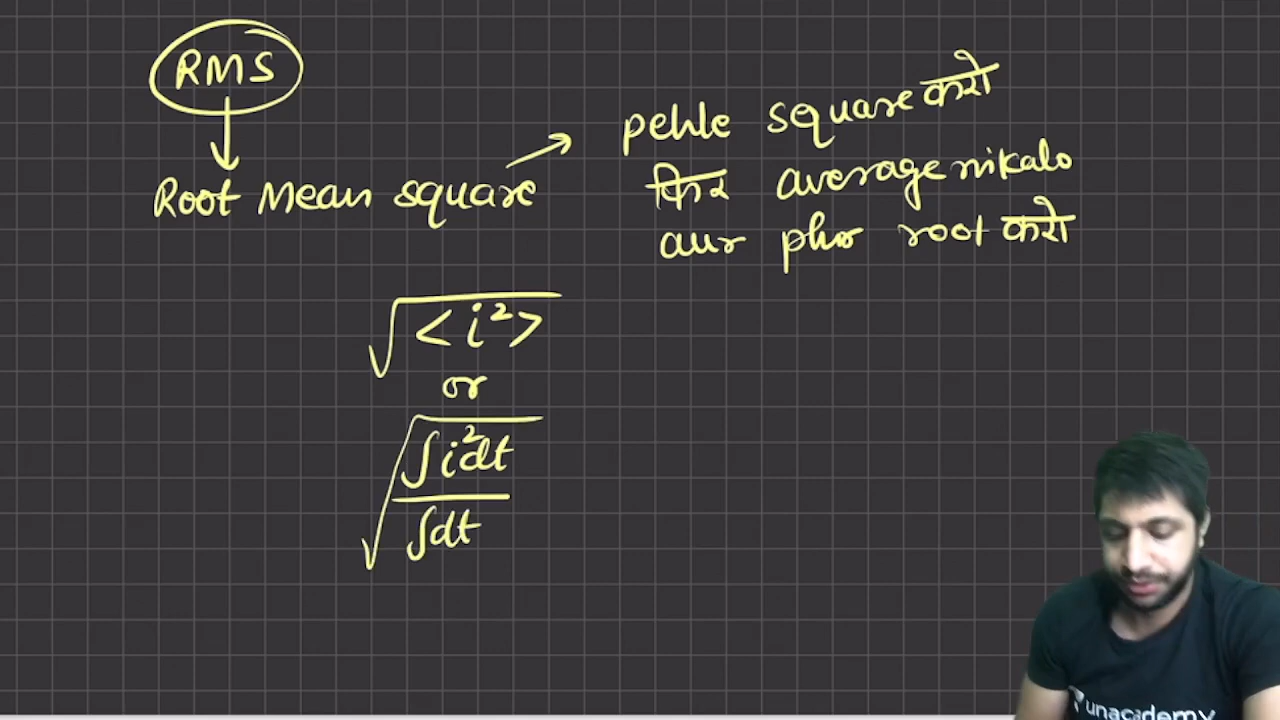 RMS
Root Mean square
pehle square करो
फिर average nikalo
aur phir root करो
√<i²>
or
√∫i²dt
∫dt
unacademy